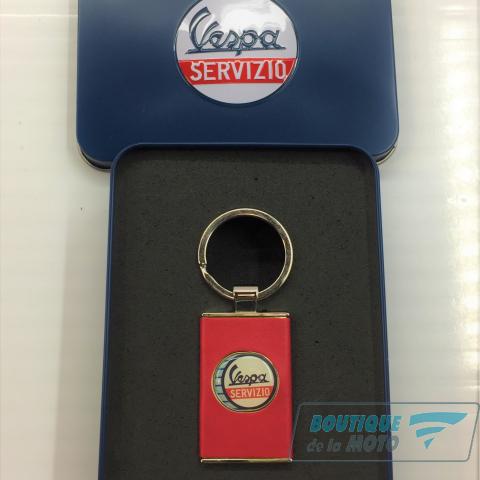 Vespa
SERVIZIO
Vespa
SERVIZIO
BOUTIQUE
de la MOTO